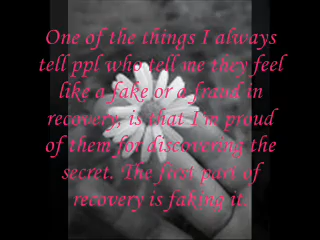 One of the things I always
tell ppl who tell me they feel
like a fake or a fraud in
recovery, is that I'm proud
of them for discovering the
secret. The first part of
recovery is faking it.